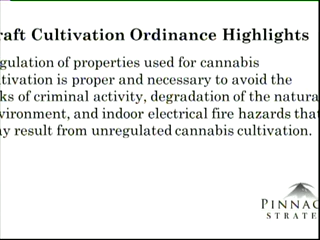 raft Cultivation Ordinance Highlights
gulation of properties used for cannabis
ltivation is proper and necessary to avoid the
ks of criminal activity, degradation of the natura
vironment, and indoor electrical fire hazards that
ay result from unregulated cannabis cultivation.
PINNAC
STRATE